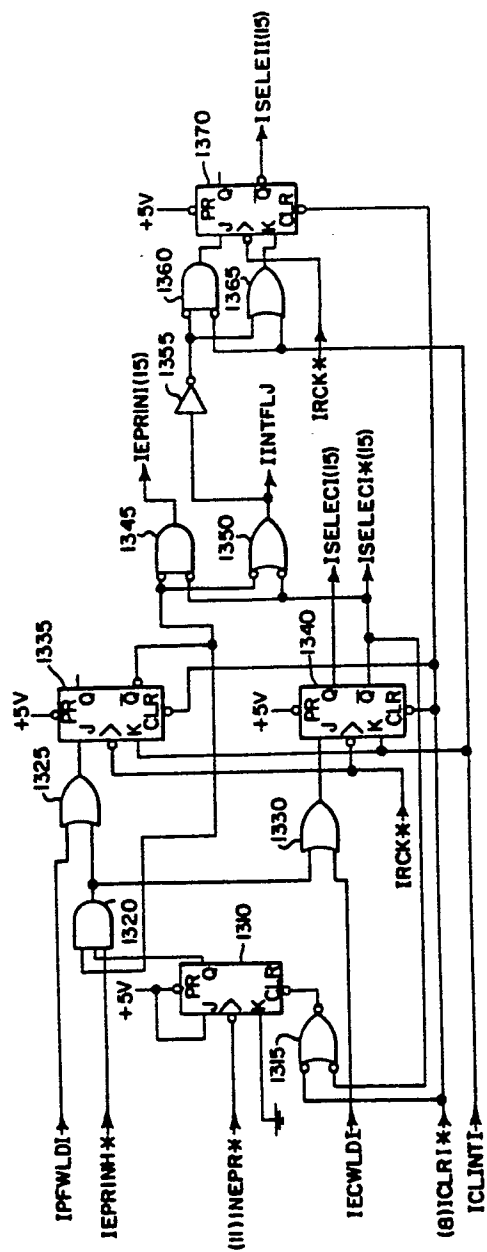 IPFWLDI
IEPRINH*
(11)INEPR*
IECWLDI
(8)ICLRI*
ICLINTI
+5V
PR
J
Q
K
CLR
1310
1315
1320
1325
1330
+5V
PR
J
Q
K
Q
CLR
1335
+5V
PR
J
Q
K
Q
CLR
1340
IRCK*
1345
1350
IEPRINI(15)
IINTFLJ
ISELECI(15)
ISELECI*(15)
1355
1360
1365
IRCK*
+5V
PR
J
Q
K
Q
CLR
1370
ISELEII(15)